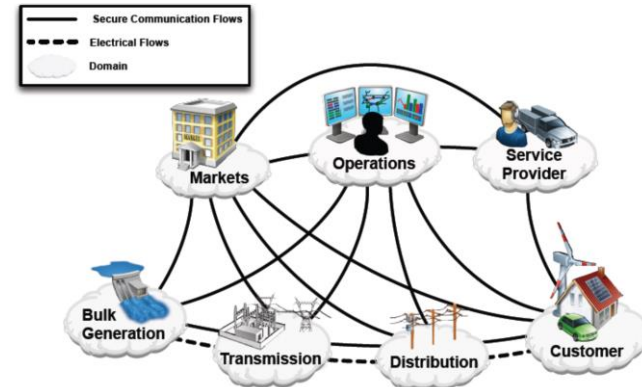 Secure Communication Flows
Electrical Flows
Domain
Markets
Operations
Service
Provider
Bulk
Generation
Transmission
Distribution
Customer